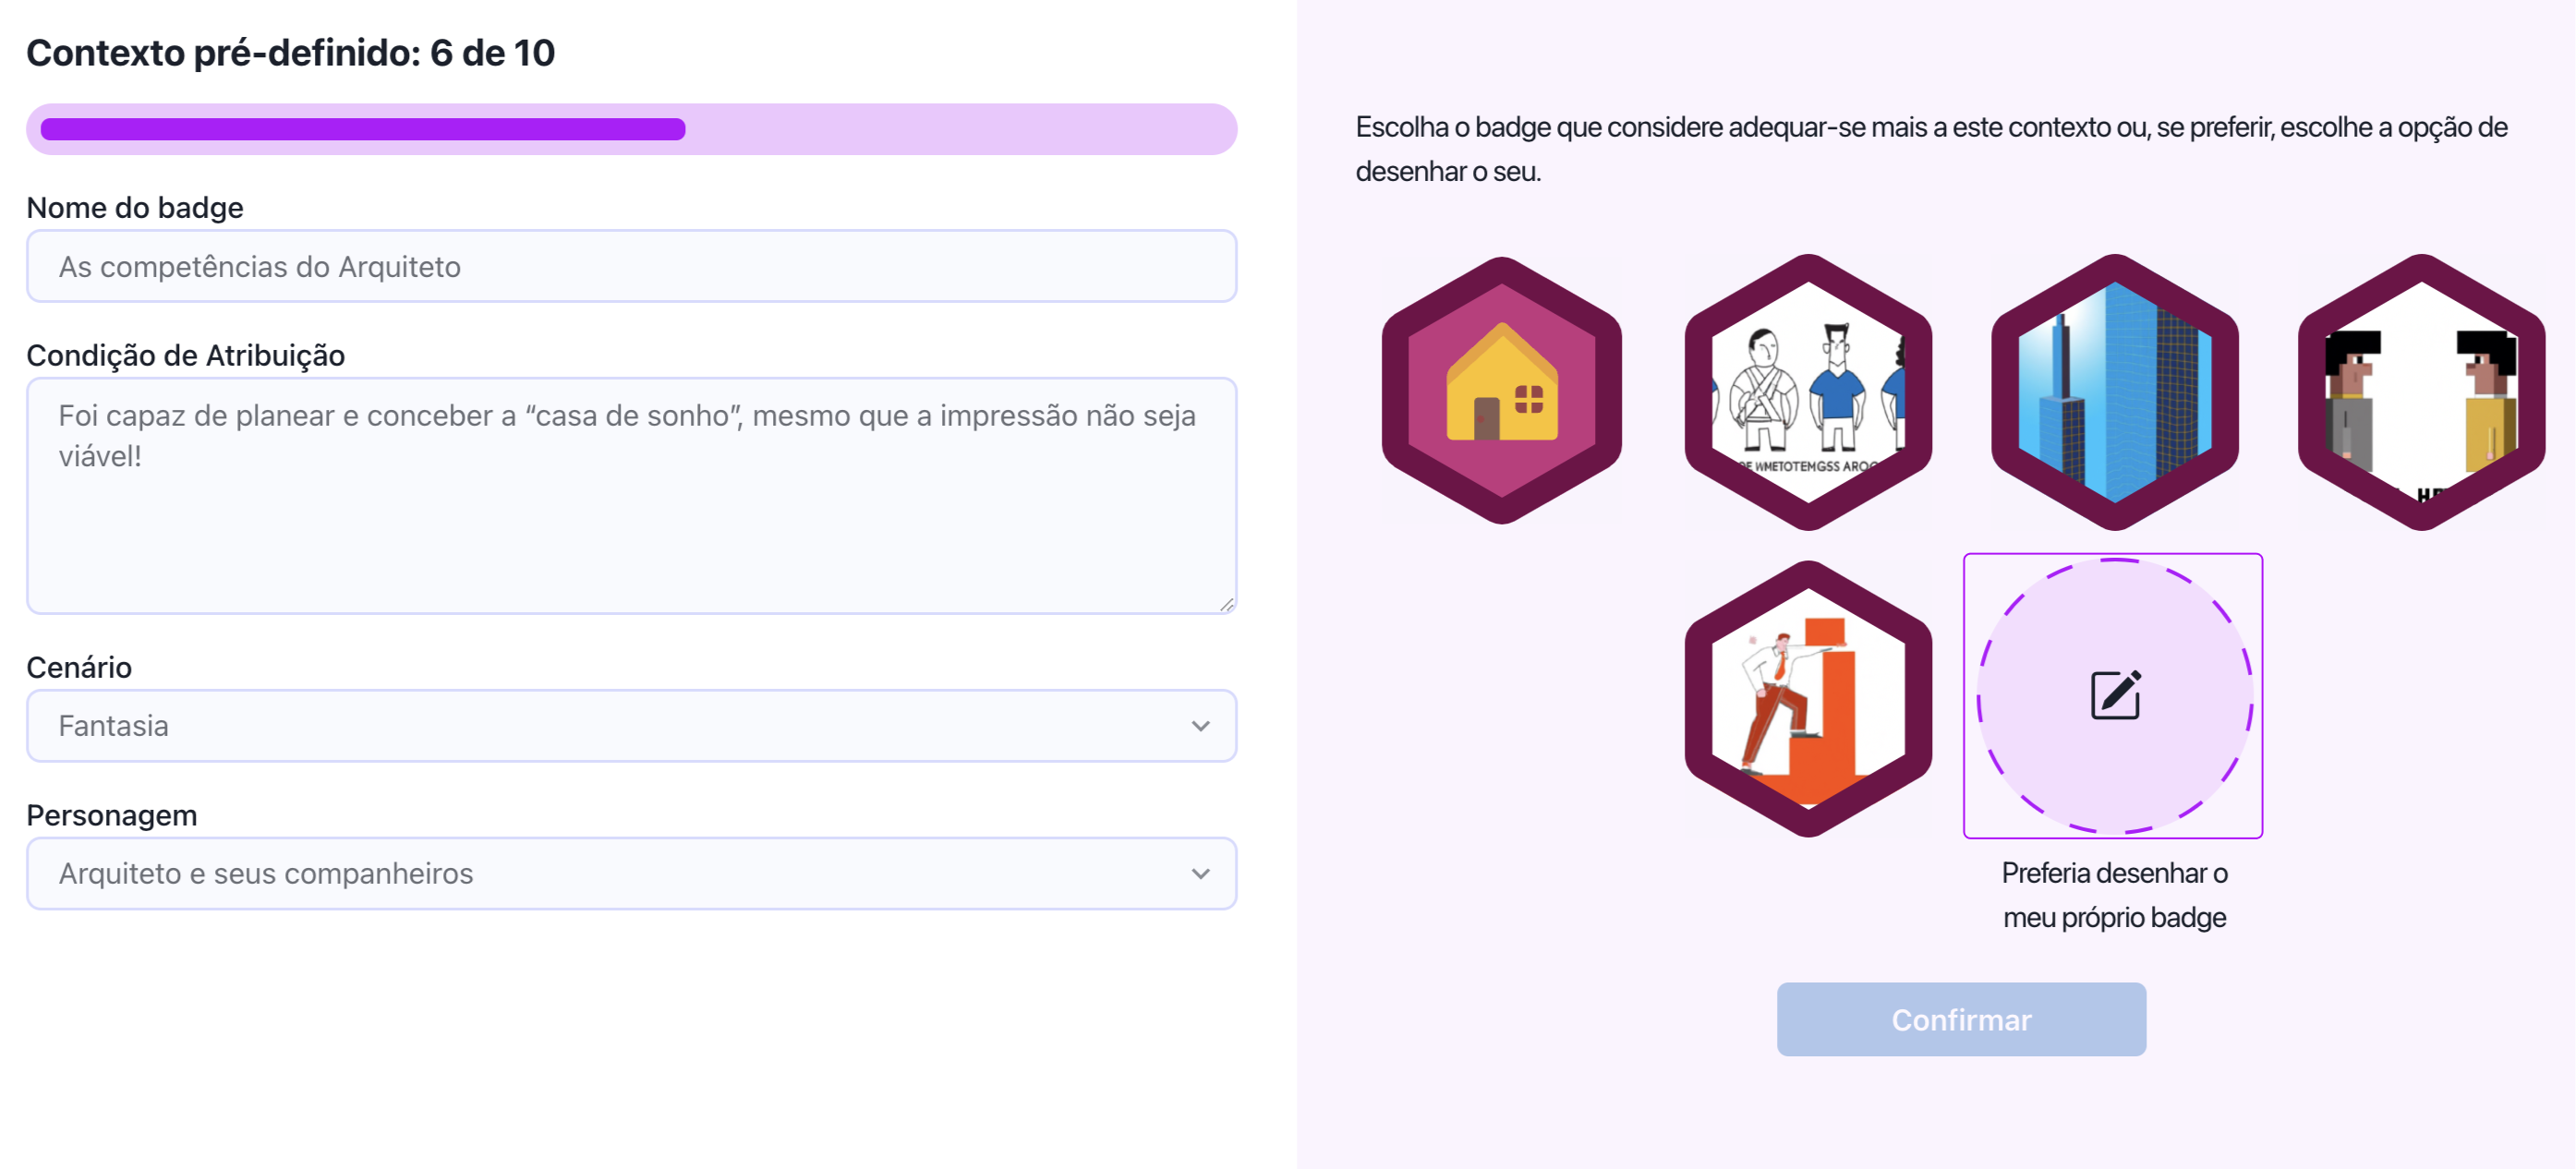 Contexto pré-definido: 6 de 10
Nome do badge
As competências do Arquiteto
Condição de Atribuição
Foi capaz de planear e conceber a “casa de sonho”, mesmo que a impressão não seja
viável!
Cenário
Fantasia
Personagem
Arquiteto e seus companheiros
Escolha o badge que considere adequar-se mais a este contexto ou, se preferir, escolhe a opção de
desenhar o seu.
WMETOTEMGSS
Preferia desenhar o
meu próprio badge
Confirmar